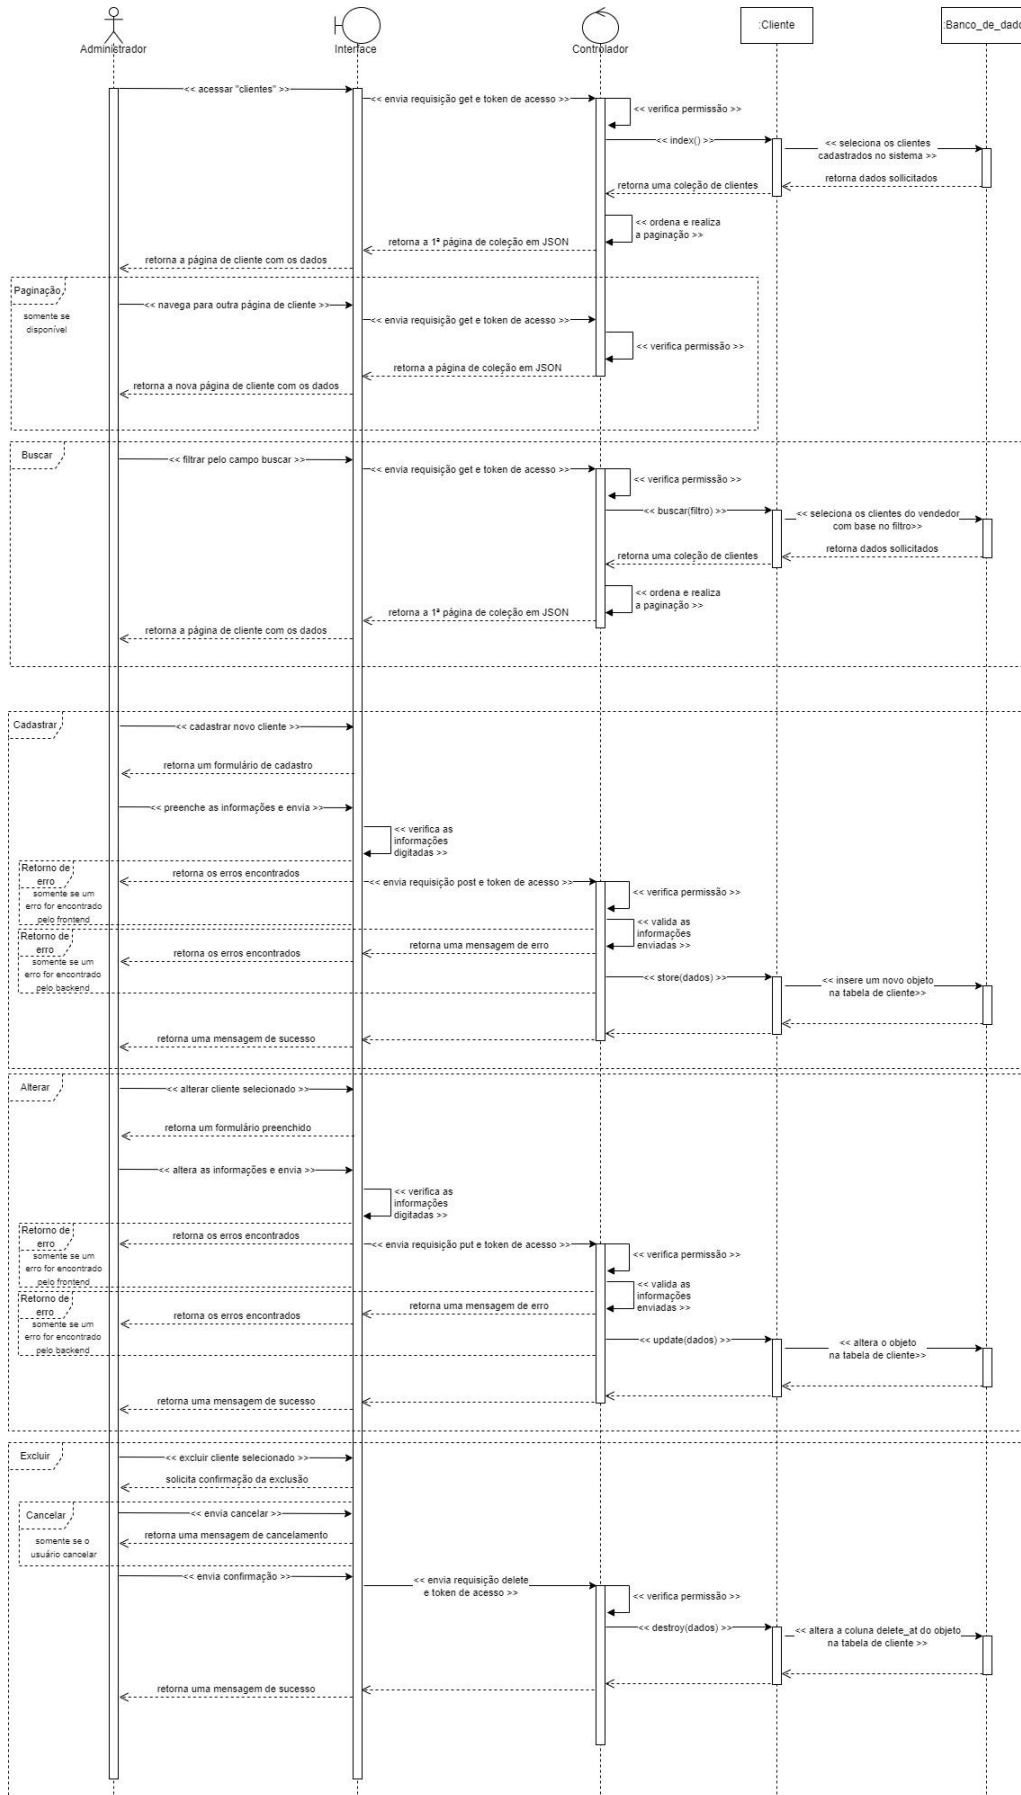 Administrador
Interface
Controlador
:Cliente
:Banco_de_dado
<< acessar "clientes" >>
<< envia requisição get e token de acesso >>
<< verifica permissão >>
<< index() >>
<< seleciona os clientes
cadastrados no sistema >>
retorna dados sollicitados
retorna uma coleção de clientes
<< ordena e realiza
a paginação >>
retorna a 1ª página de coleção em JSON
retorna a página de cliente com os dados
Paginação
somente se
disponível
<< navega para outra página de cliente >>
<< envia requisição get e token de acesso >>
<< verifica permissão >>
retorna a página de coleção em JSON
retorna a nova página de cliente com os dados
Buscar
<< filtrar pelo campo buscar >>
<< envia requisição get e token de acesso >>
<< verifica permissão >>
<< buscar(filtro) >>
<< seleciona os clientes do vendedor
com base no filtro>>
retorna dados sollicitados
retorna uma coleção de clientes
<< ordena e realiza
a paginação >>
retorna a 1ª página de coleção em JSON
retorna a página de cliente com os dados
Cadastrar
<< cadastrar novo cliente >>
retorna um formulário de cadastro
<< preenche as informações e envia >>
<< verifica as
informações
digitadas >>
Retorno de
erro
somente se um
erro for encontrado
pelo frontend
retorna os erros encontrados
<< envia requisição post e token de acesso >>
<< verifica permissão >>
<< valida as
informações
enviadas >>
Retorno de
erro
somente se um
erro for encontrado
pelo backend
retorna uma mensagem de erro
retorna os erros encontrados
<< store(dados) >>
<< insere um novo objeto
na tabela de cliente>>
retorna uma mensagem de sucesso
Alterar
<< alterar cliente selecionado >>
retorna um formulário preenchido
<< altera as informações e envia >>
<< verifica as
informações
digitadas >>
Retorno de
erro
somente se um
erro for encontrado
pelo frontend
retorna os erros encontrados
<< envia requisição put e token de acesso >>
<< verifica permissão >>
<< valida as
informações
enviadas >>
Retorno de
erro
somente se um
erro for encontrado
pelo backend
retorna uma mensagem de erro
retorna os erros encontrados
<< update(dados) >>
<< altera o objeto
na tabela de cliente>>
retorna uma mensagem de sucesso
Excluir
<< excluir cliente selecionado >>
solicita confirmação da exclusão
Cancelar
somente se o
usuário cancelar
<< envia cancelar >>
retorna uma mensagem de cancelamento
<< envia confirmação >>
<< envia requisição delete
e token de acesso >>
<< verifica permissão >>
<< destroy(dados) >>
<< altera a coluna delete_at do objeto
na tabela de cliente >>
retorna uma mensagem de sucesso